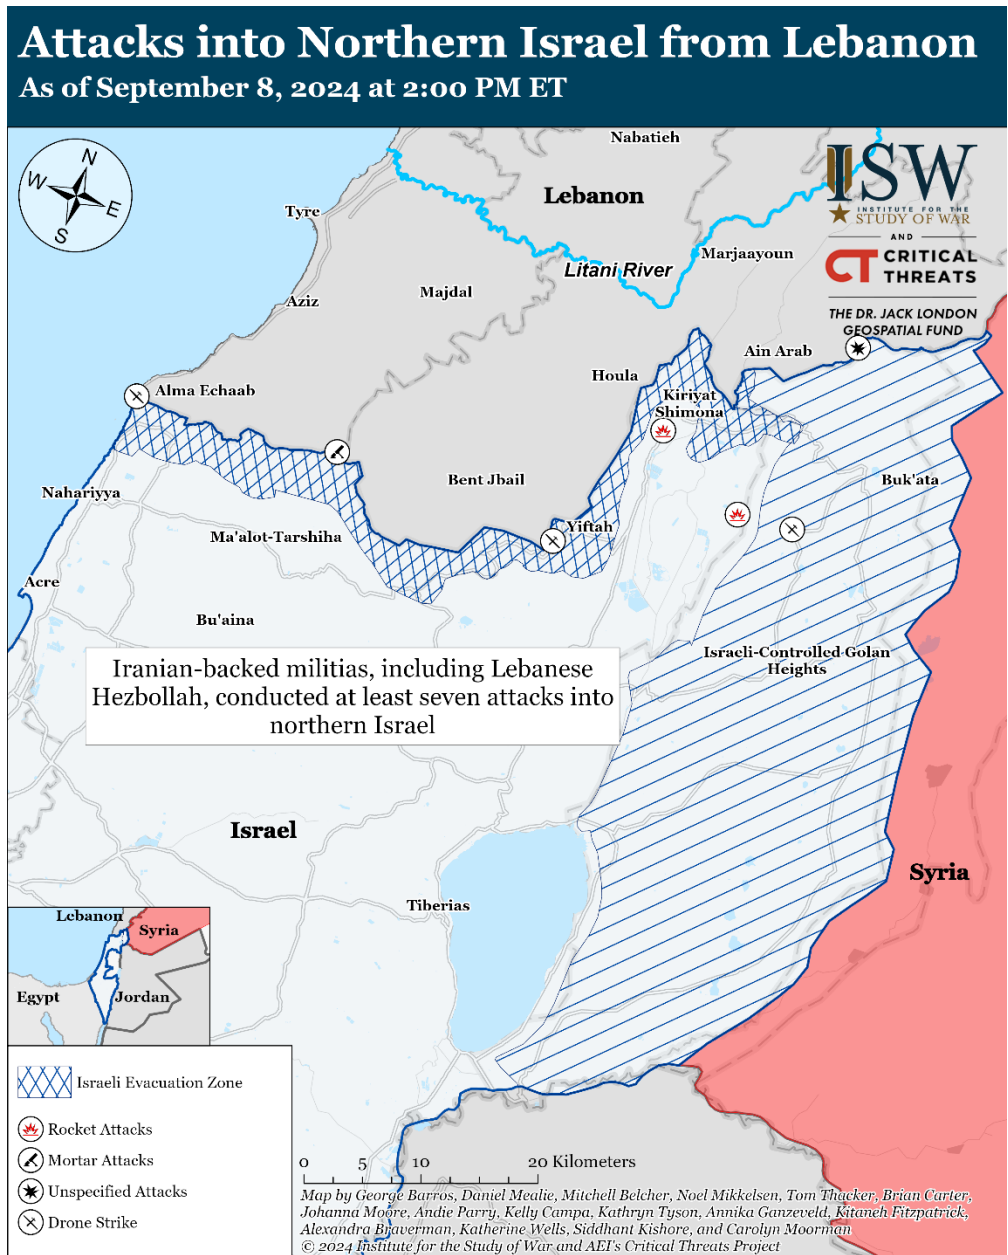 Attacks into Northern Israel from Lebanon
As of September 8, 2024 at 2:00 PM ET
N
W
E
S
Nabatieh
Lebanon
ISW
INSTITUTE FOR THE
STUDY OF WAR
AND
CT CRITICAL
THREATS
THE DR. JACK LONDON
GEOSPATIAL FUND
Tyre
Marjaayoun
Litani River
Majdal
Aziz
Ain Arab
Houla
Alma Echaab
Kiriyat
Shimona
Bent Jbail
Buk'ata
Nahariyya
Yiftah
Ma'alot-Tarshiha
Acre
Bu'aina
Israeli-Controlled Golan
Heights
Iranian-backed militias, including Lebanese
Hezbollah, conducted at least seven attacks into
northern Israel
Israel
Syria
Tiberias
Lebanon
Syria
Egypt
Jordan
Israeli Evacuation Zone
Rocket Attacks
Mortar Attacks
Unspecified Attacks
Drone Strike
0 5 10 20 Kilometers
Map by George Barros, Daniel Mealie, Mitchell Belcher, Noel Mikkelsen, Tom Thacker, Brian Carter,
Johanna Moore, Andie Parry, Kelly Campa, Kathryn Tyson, Annika Ganzeveld, Kitaneh Fitzpatrick,
Alexandra Braverman, Katherine Wells, Siddhant Kishore, and Carolyn Moorman
© 2024 Institute for the Study of War and AEI's Critical Threats Project